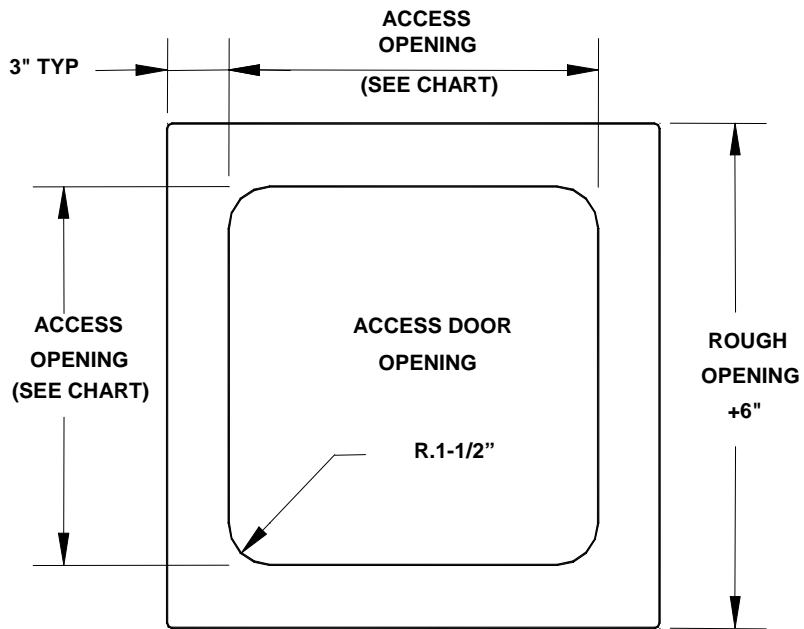 ACCESS
OPENING
(SEE CHART)
3" TYP
ACCESS
OPENING
(SEE CHART)
ACCESS DOOR
OPENING
R.1-1/2”
ROUGH
OPENING
+6"